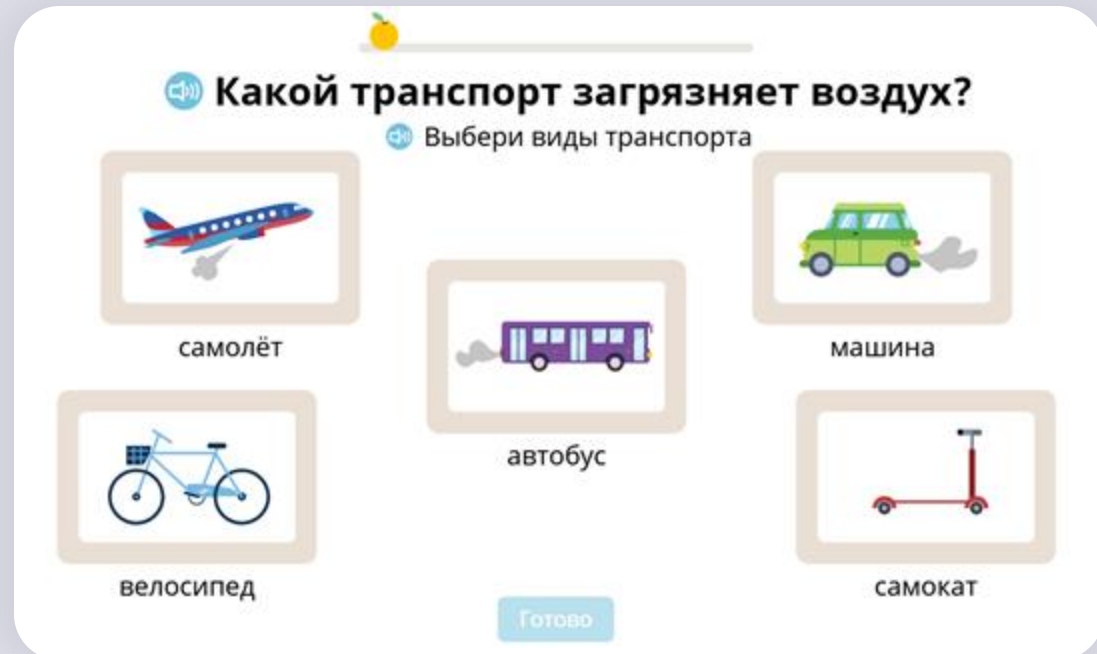 Какой транспорт загрязняет воздух?
Выбери виды транспорта
самолёт
машина
автобус
велосипед
самокат
Готово